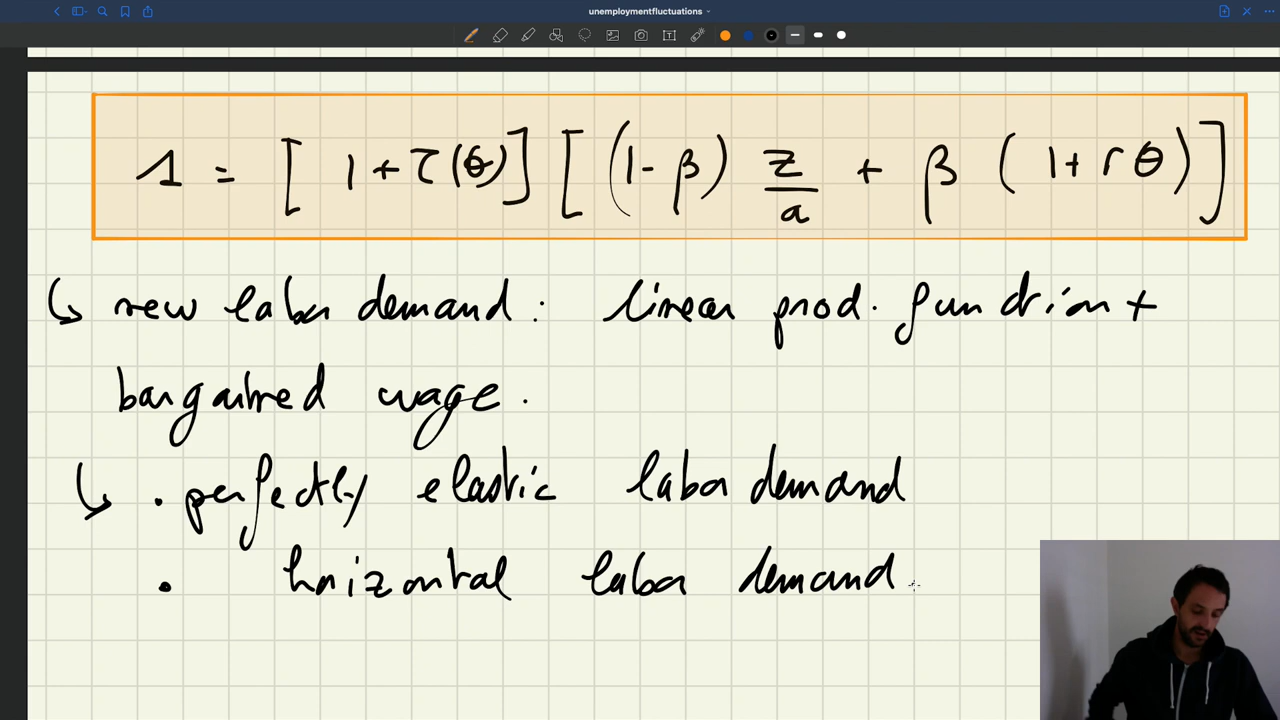 unemploymentfluctuations
1 = [1 + τ(θ)] [(1-β) z/a + β (1 + rθ)]
↳ new labor demand: linear prod. function +
bargained wage.
↳ . perfectly elastic labor demand
. horizontal labor demand